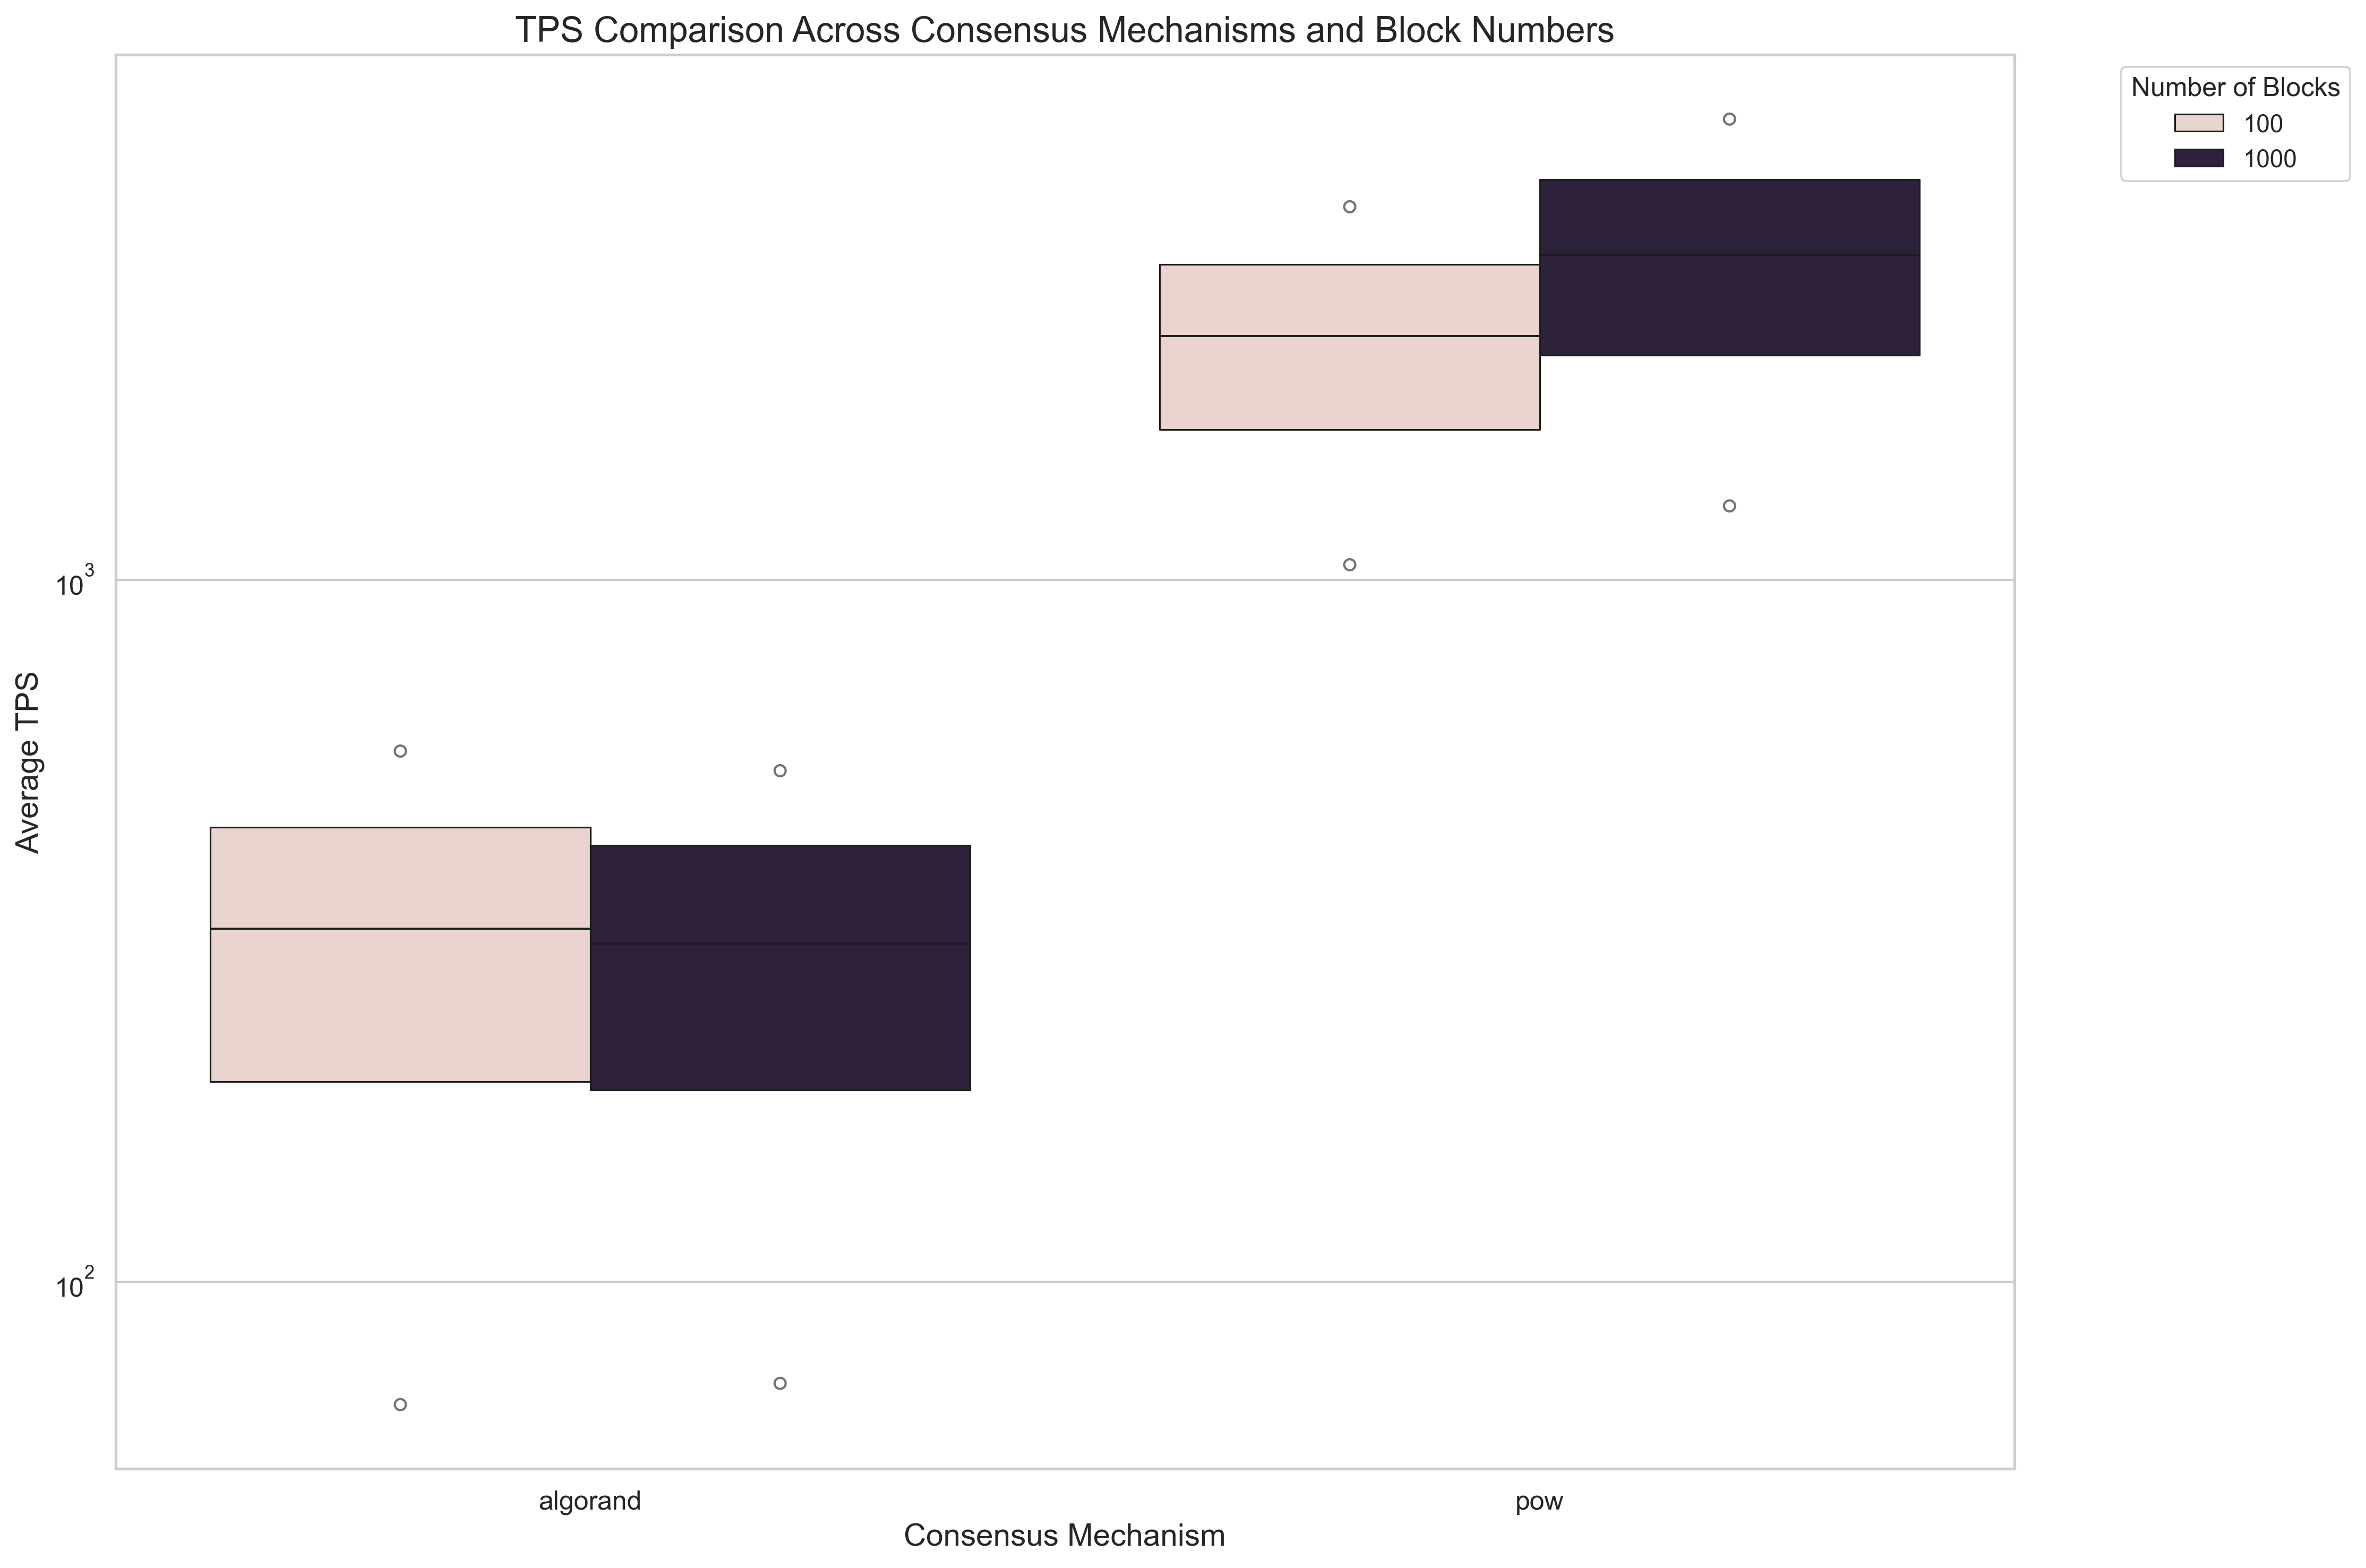 TPS Comparison Across Consensus Mechanisms and Block Numbers
Number of Blocks
100
1000
10³
10²
Average TPS
algorand
pow
Consensus Mechanism